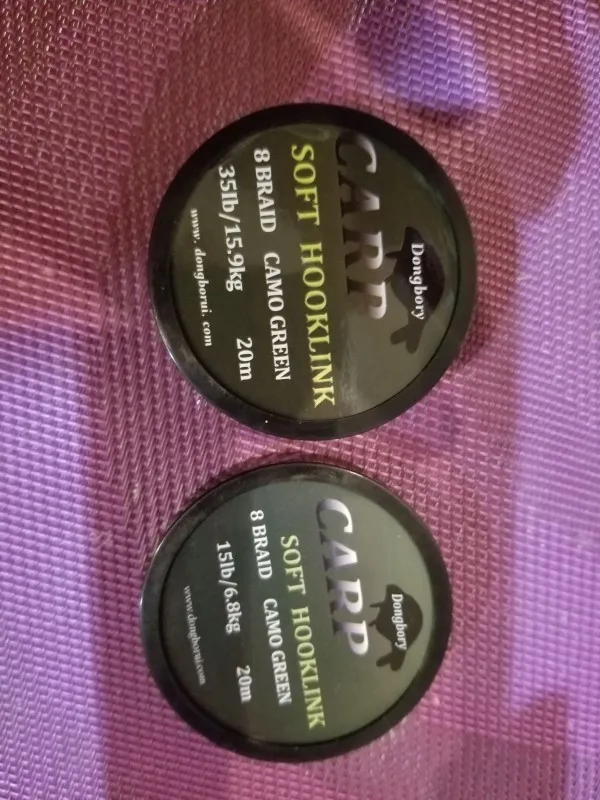 Dongbory
CARP
SOFT HOOKLINK
8 BRAID CAMO GREEN
35lb/15.9kg 20m
www.dongborui.com
Dongbory
CARP
SOFT HOOKLINK
8 BRAID CAMO GREEN
15lb/6.8kg 20m
www.dongborui.com